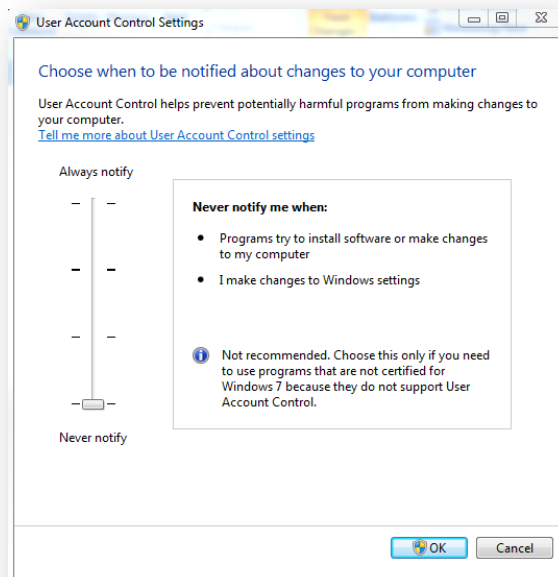 User Account Control Settings
Choose when to be notified about changes to your computer
User Account Control helps prevent potentially harmful programs from making changes to
your computer.
Tell me more about User Account Control settings
Always notify
Never notify me when:
• Programs try to install software or make changes
to my computer
• I make changes to Windows settings
Not recommended. Choose this only if you need
to use programs that are not certified for
Windows 7 because they do not support User
Account Control.
Never notify
OK
Cancel